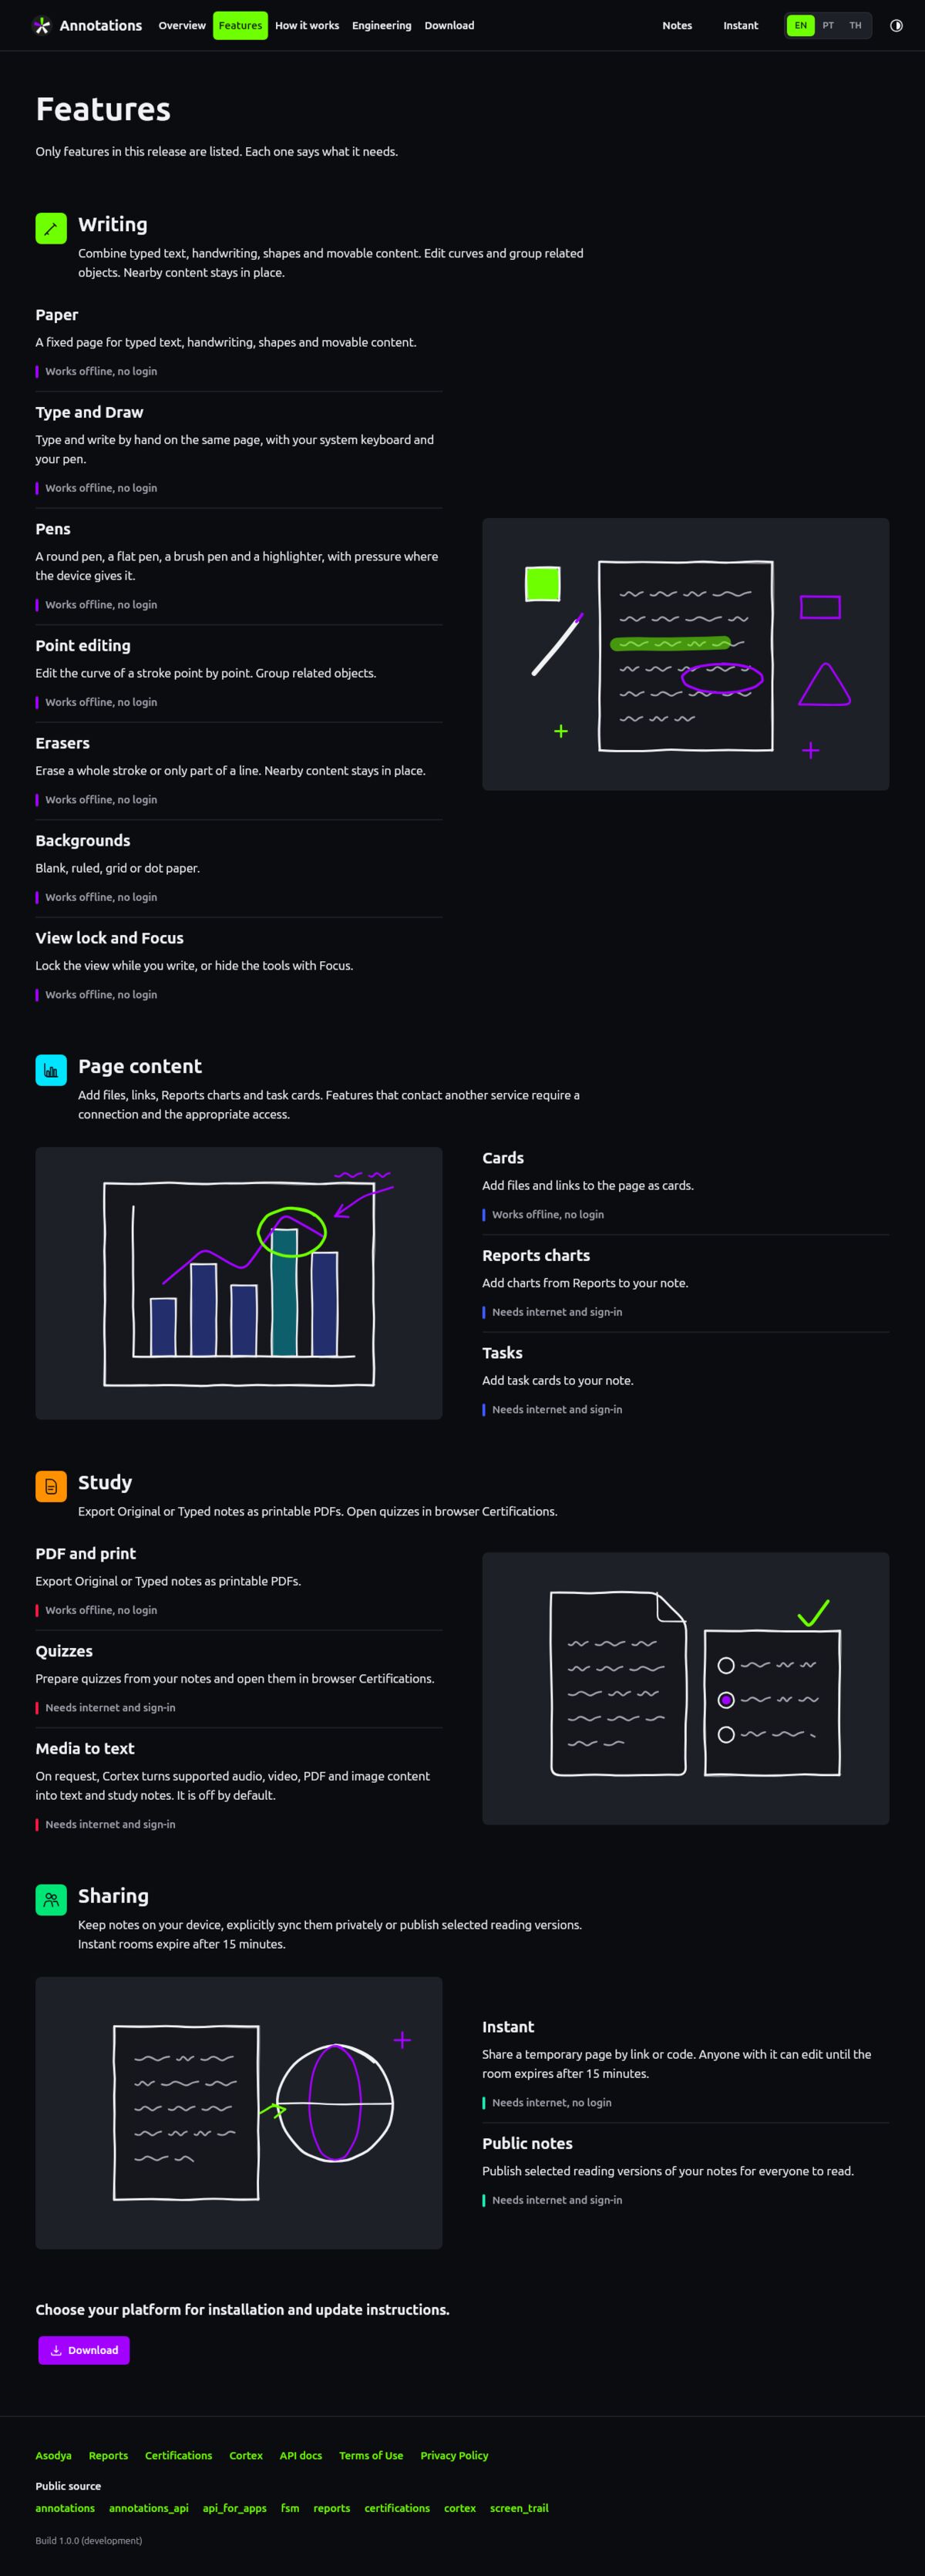 Annotations Overview Features How it works Engineering Download Notes Instant EN PT TH
Features
Only features in this release are listed. Each one says what it needs.
Writing
Combine typed text, handwriting, shapes and movable content. Edit curves and group related
objects. Nearby content stays in place.
Paper
A fixed page for typed text, handwriting, shapes and movable content.
Works offline, no login
Type and Draw
Type and write by hand on the same page, with your system keyboard and
your pen.
Works offline, no login
Pens
A round pen, a flat pen, a brush pen and a highlighter, with pressure where
the device gives it.
Works offline, no login
Point editing
Edit the curve of a stroke point by point. Group related objects.
Works offline, no login
Erasers
Erase a whole stroke or only part of a line. Nearby content stays in place.
Works offline, no login
Backgrounds
Blank, ruled, grid or dot paper.
Works offline, no login
View lock and Focus
Lock the view while you write, or hide the tools with Focus.
Works offline, no login
Page content
Add files, links, Reports charts and task cards. Features that contact another service require a
connection and the appropriate access.
Cards
Add files and links to the page as cards.
Works offline, no login
Reports charts
Add charts from Reports to your note.
Needs internet and sign-in
Tasks
Add task cards to your note.
Needs internet and sign-in
Study
Export Original or Typed notes as printable PDFs. Open quizzes in browser Certifications.
PDF and print
Export Original or Typed notes as printable PDFs.
Works offline, no login
Quizzes
Prepare quizzes from your notes and open them in browser Certifications.
Needs internet and sign-in
Media to text
On request, Cortex turns supported audio, video, PDF and image content
into text and study notes. It is off by default.
Needs internet and sign-in
Sharing
Keep notes on your device, explicitly sync them privately or publish selected reading versions.
Instant rooms expire after 15 minutes.
Instant
Share a temporary page by link or code. Anyone with it can edit until the
room expires after 15 minutes.
Needs internet, no login
Public notes
Publish selected reading versions of your notes for everyone to read.
Needs internet and sign-in
Choose your platform for installation and update instructions.
Download
Asodya Reports Certifications Cortex API docs Terms of Use Privacy Policy
Public source
annotations annotations_api api_for_apps fsm reports certifications cortex screen_trail
Build 1.0.0 (development)